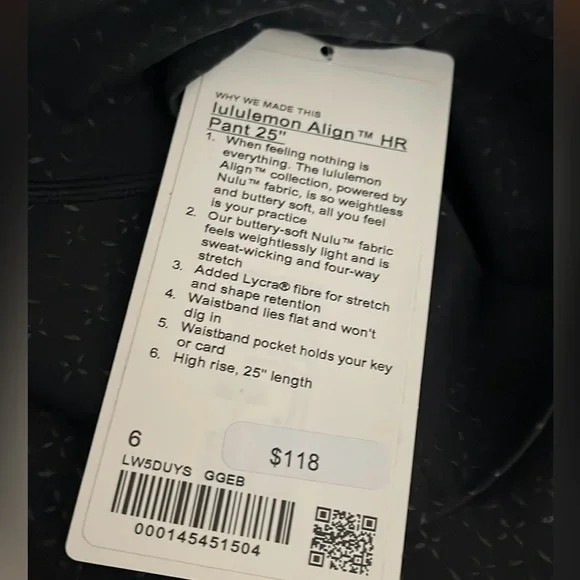 WHY WE MADE THIS
lululemon Align™ HR
Pant 25"
1. When feeling nothing is
everything. The lululemon
Align™ collection, powered by
Nulu™ fabric, is so weightless
and buttery soft, all you feel
is your practice
2. Our buttery-soft Nulu™ fabric
feels weightlessly light and is
sweat-wicking and four-way
stretch
3. Added Lycra® fibre for stretch
and shape retention
4. Waistband lies flat and won't
dig in
5. Waistband pocket holds your key
or card
6. High rise, 25" length
6
$118
LW5DUYS GGEB
000145451504